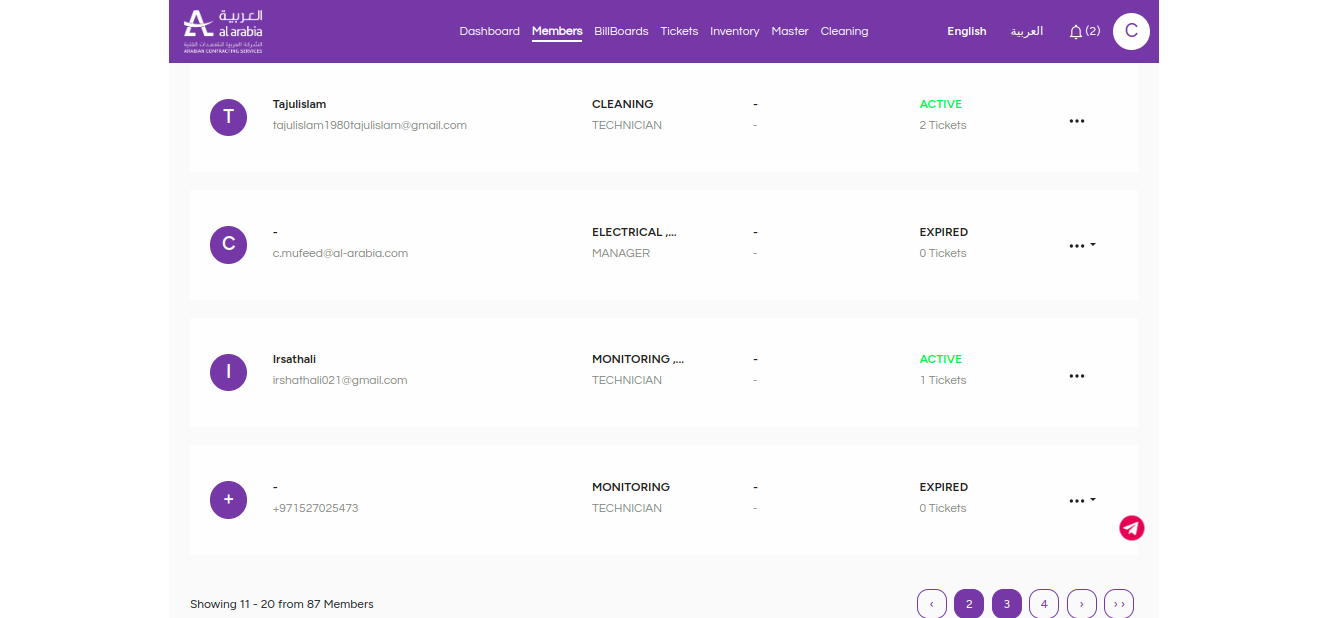 العربية
al arabia
الشركة العربية للتعهدات الفنية
ARABIAN CONTRACTING SERVICES
Dashboard Members BillBoards Tickets Inventory Master Cleaning English العربية (2) C
T Tajulislam CLEANING - ACTIVE
tajulislam1980tajulislam@gmail.com TECHNICIAN - 2 Tickets
C - ELECTRICAL ,... - EXPIRED
c.mufeed@al-arabia.com MANAGER - 0 Tickets
I Irsathali MONITORING ,... - ACTIVE
irshathali021@gmail.com TECHNICIAN - 1 Tickets
+ - MONITORING - EXPIRED
+971527025473 TECHNICIAN - 0 Tickets
Showing 11 - 20 from 87 Members ‹ 2 3 4 › ››